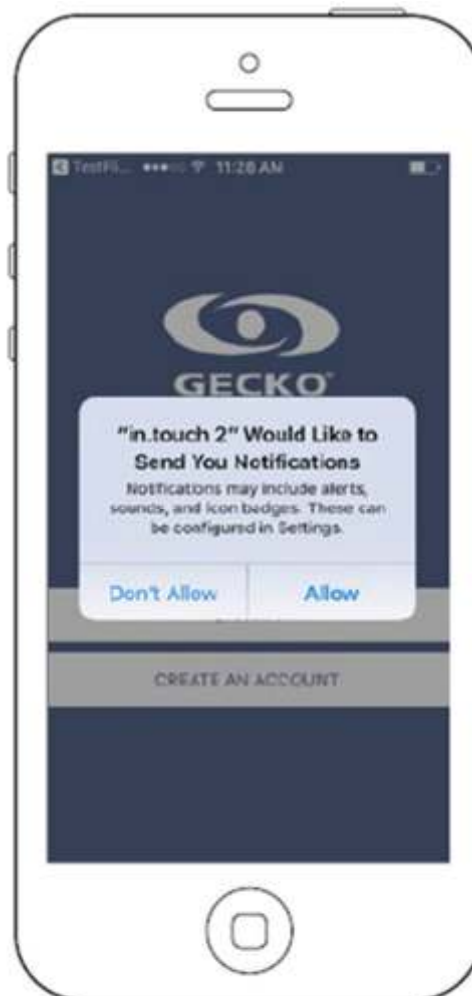 TestFli... 11:28 AM
GECKO
"in.touch 2" Would Like to
Send You Notifications
Notifications may include alerts,
sounds, and icon badges. These can
be configured in Settings.
Don't Allow Allow
CREATE AN ACCOUNT